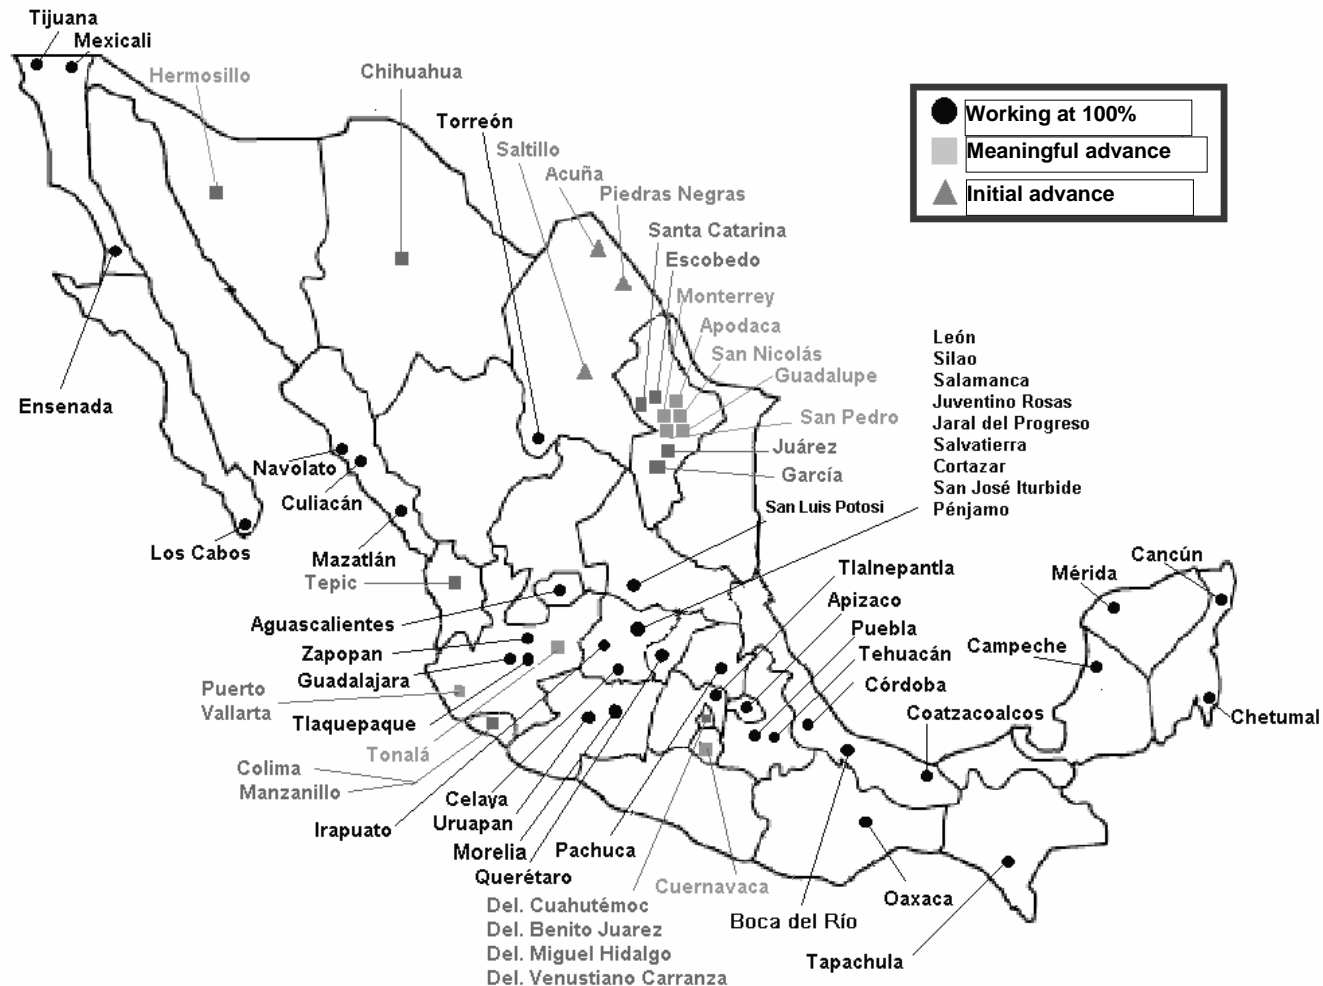 Tijuana
Mexicali
Hermosillo
Chihuahua
Torreón
Saltillo
Acuña
Piedras Negras
Santa Catarina
Escobedo
Monterrey
Apodaca
San Nicolás
Guadalupe
San Pedro
Juárez
García
Working at 100%
Meaningful advance
Initial advance
León
Silao
Salamanca
Juventino Rosas
Jaral del Progreso
Salvatierra
Cortazar
San José Iturbide
Pénjamo
San Luis Potosi
Ensenada
Navolato
Culiacán
Los Cabos
Mazatlán
Tepic
Aguascalientes
Zapopan
Guadalajara
Puerto
Vallarta
Tlaquepaque
Tonalá
Colima
Manzanillo
Irapuato
Celaya
Uruapan
Morelia
Querétaro
Pachuca
Cuernavaca
Del. Cuahutémoc
Del. Benito Juarez
Del. Miguel Hidalgo
Del. Venustiano Carranza
Tlalnepantla
Apizaco
Puebla
Tehuacán
Córdoba
Coatzacoalcos
Cancún
Mérida
Campeche
Chetumal
Boca del Río
Oaxaca
Tapachula